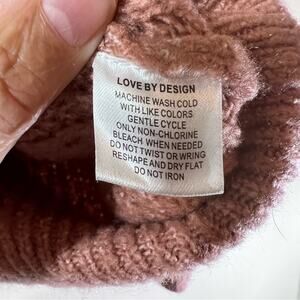 LOVE BY DESIGN
MACHINE WASH COLD
WITH LIKE COLORS
GENTLE CYCLE
ONLY NON-CHLORINE
BLEACH WHEN NEEDED
DO NOT TWIST OR WRING
RESHAPE AND DRY FLAT
DO NOT IRON